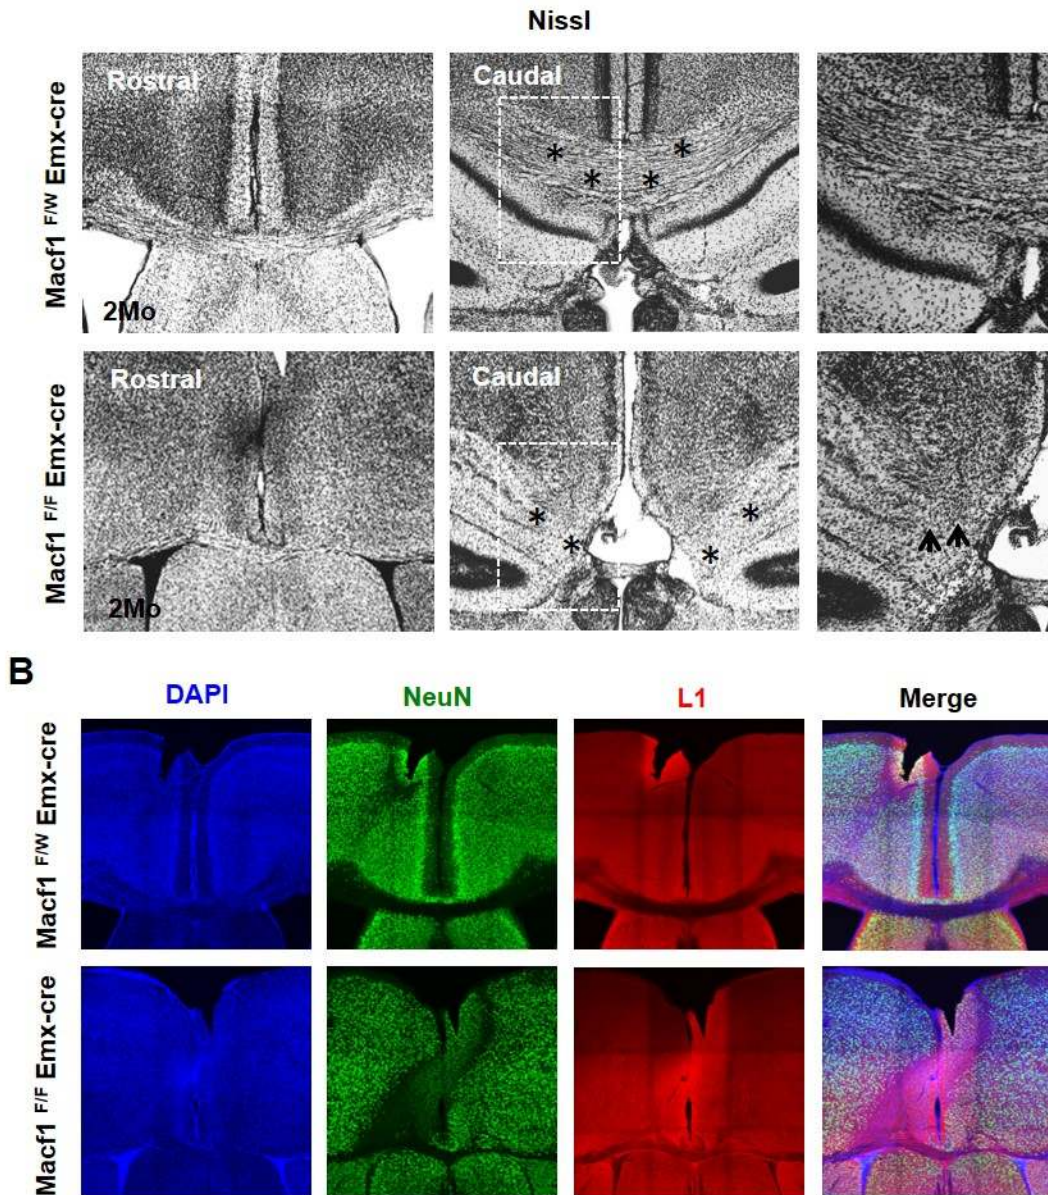 Nissl
Macf1 F/W Emx-cre
Rostral
2Mo
Caudal
* * * *
Macf1 F/F Emx-cre
Rostral
2Mo
Caudal
* * * *
B
DAPI NeuN L1 Merge
Macf1 F/W Emx-cre
Macf1 F/F Emx-cre